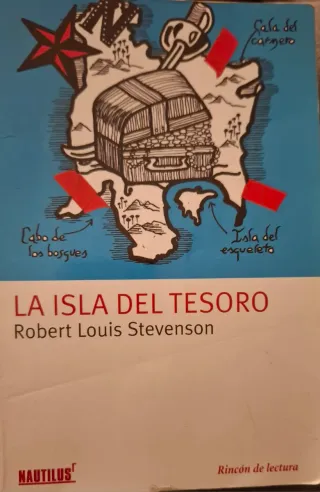 Cala del
carnero
Cabo de
los bosques
Isla del
esqueleto
LA ISLA DEL TESORO
Robert Louis Stevenson
NAUTILUS
Rincón de lectura